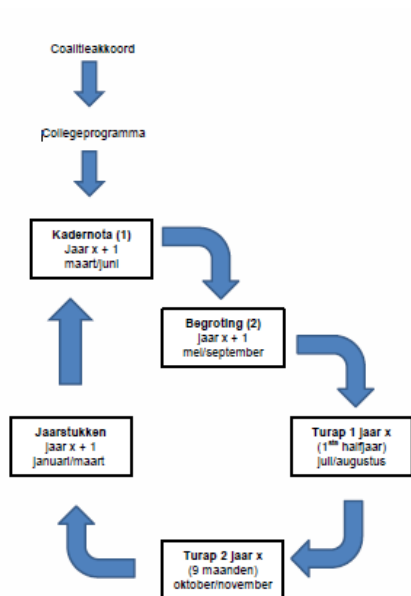 Coalitieakkoord
Collegeprogramma
Kadernota (1)
Jaar x + 1
maart/juni
Begroting (2)
jaar x + 1
mei/september
Turap 1 jaar x
(1ste halfjaar)
juli/augustus
Turap 2 jaar x
(9 maanden)
oktober/november
Jaarstukken
jaar x + 1
januari/maart